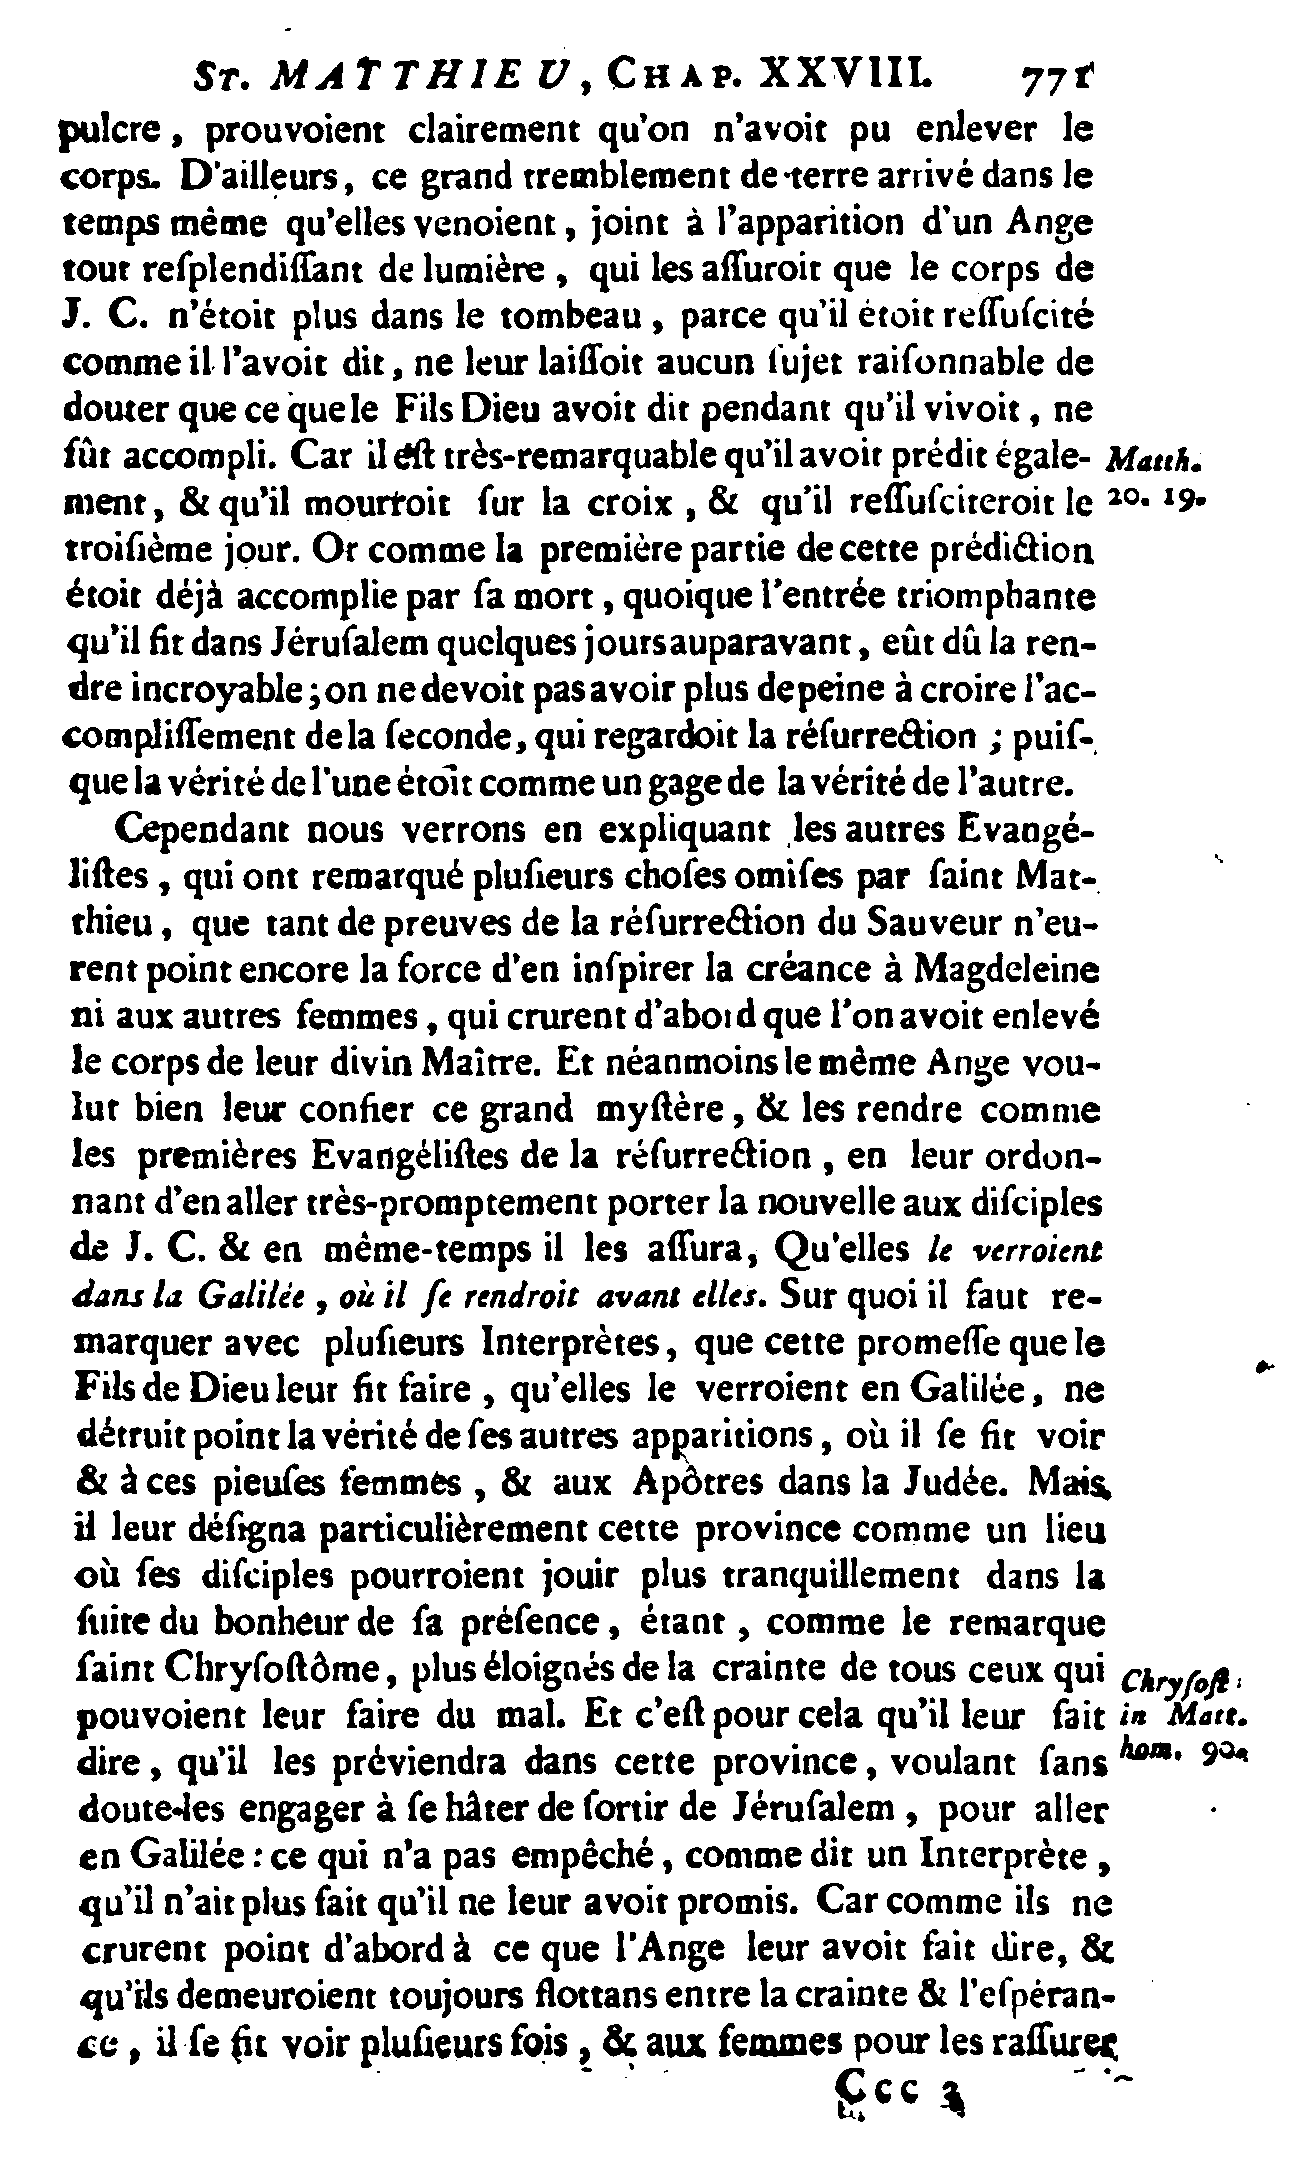 ST. MATTHIEU, CHAP. XXVIII. 771
pulcre, prouvoient clairement qu'on n'avoit pu enlever le
corps. D'ailleurs, ce grand tremblement de terre arrivé dans le
temps même qu'elles venoient, joint à l'apparition d'un Ange
tout reſplendiſſant de lumière, qui les aſſuroit que le corps de
J. C. n'étoit plus dans le tombeau, parce qu'il étoit reſſuſcité
comme il l'avoit dit, ne leur laiſſoit aucun ſujet raiſonnable de
douter que ce que le Fils Dieu avoit dit pendant qu'il vivoit, ne
fût accompli. Car il eſt très-remarquable qu'il avoit prédit égale- Matth.
ment, & qu'il mourroit ſur la croix, & qu'il reſſuſciteroit le 20. 19.
troiſième jour. Or comme la première partie de cette prédiction
étoit déjà accomplie par ſa mort, quoique l'entrée triomphante
qu'il fit dans Jéruſalem quelques jours auparavant, eût dû la ren-
dre incroyable; on ne devoit pas avoir plus de peine à croire l'ac-
compliſſement de la ſeconde, qui regardoit la réſurrection; puiſ-
que la vérité de l'une étoit comme un gage de la vérité de l'autre.
Cependant nous verrons en expliquant les autres Evangé-
liſtes, qui ont remarqué pluſieurs choſes omiſes par ſaint Mat-
thieu, que tant de preuves de la réſurrection du Sauveur n'eu-
rent point encore la force d'en inſpirer la créance à Magdeleine
ni aux autres femmes, qui crurent d'abord que l'on avoit enlevé
le corps de leur divin Maître. Et néanmoins le même Ange vou-
lut bien leur confier ce grand myſtère, & les rendre comme
les premières Evangéliſtes de la réſurrection, en leur ordon-
nant d'en aller très-promptement porter la nouvelle aux diſciples
de J. C. & en même-temps il les aſſura, Qu'elles le verroient
dans la Galilée, où il ſe rendroit avant elles. Sur quoi il faut re-
marquer avec pluſieurs Interprètes, que cette promeſſe que le
Fils de Dieu leur fit faire, qu'elles le verroient en Galilée, ne
détruit point la vérité de ſes autres apparitions, où il ſe fit voir
& à ces pieuſes femmes, & aux Apôtres dans la Judée. Mais
il leur déſigna particulièrement cette province comme un lieu
où ſes diſciples pourroient jouir plus tranquillement dans la
ſuite du bonheur de ſa préſence, étant, comme le remarque
ſaint Chryſoſtôme, plus éloignés de la crainte de tous ceux qui Chryſoſt:
pouvoient leur faire du mal. Et c'eſt pour cela qu'il leur fait in Matt.
dire, qu'il les préviendra dans cette province, voulant ſans hom. 90.
doute les engager à ſe hâter de ſortir de Jéruſalem, pour aller
en Galilée: ce qui n'a pas empêché, comme dit un Interprète,
qu'il n'ait plus fait qu'il ne leur avoit promis. Car comme ils ne
crurent point d'abord à ce que l'Ange leur avoit fait dire, &
qu'ils demeuroient toujours flottans entre la crainte & l'eſpéran-
ce, il ſe fit voir pluſieurs fois, & aux femmes pour les raſſurer
Ccc 3